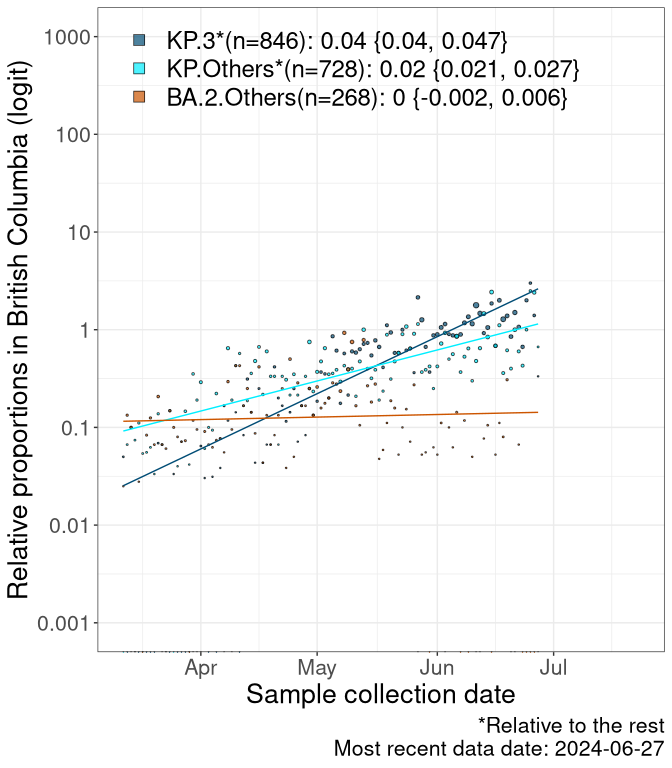 KP.3*(n=846): 0.04 {0.04, 0.047}
KP.Others*(n=728): 0.02 {0.021, 0.027}
BA.2.Others(n=268): 0 {-0.002, 0.006}
Relative proportions in British Columbia (logit)
1000
100
10
1
0.1
0.01
0.001
Apr May Jun Jul
Sample collection date
*Relative to the rest
Most recent data date: 2024-06-27